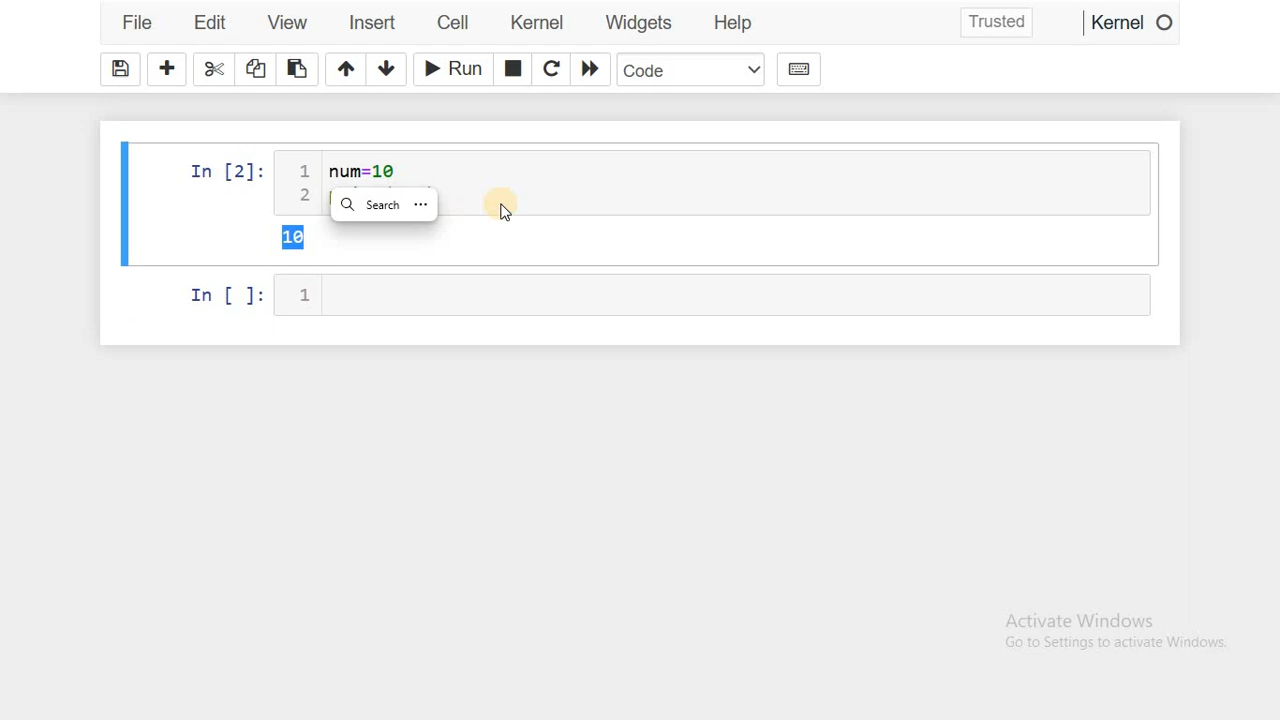 File Edit View Insert Cell Kernel Widgets Help Trusted Kernel
Run Code
In [2]: 1 num=10
2
Search ...
10
In [ ]: 1
Activate Windows
Go to Settings to activate Windows.